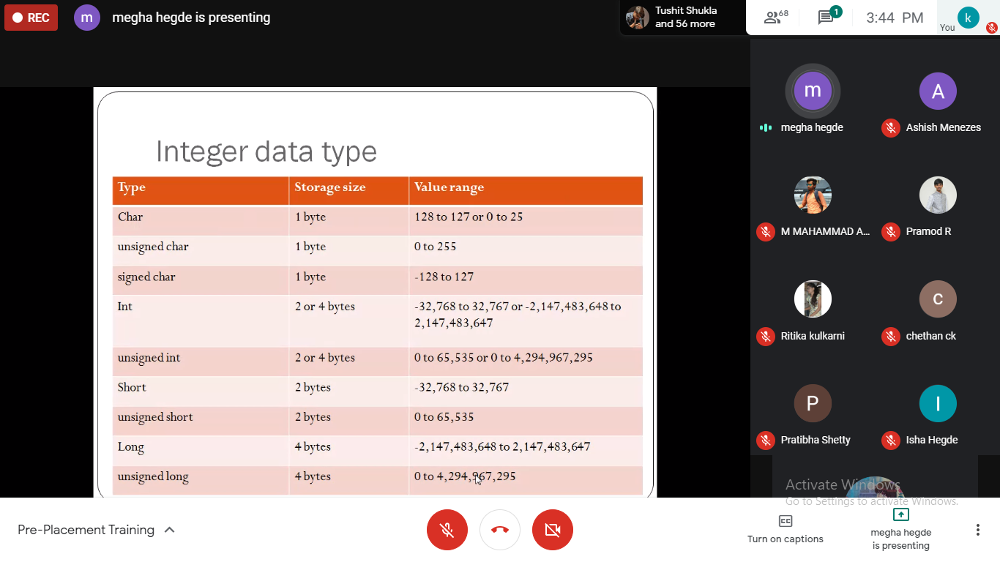 REC
m
megha hegde is presenting
Tushit Shukla
and 56 more
68
1
3:44 PM
You
k
Integer data type
Type Storage size Value range
Char 1 byte 128 to 127 or 0 to 25
unsigned char 1 byte 0 to 255
signed char 1 byte -128 to 127
Int 2 or 4 bytes -32,768 to 32,767 or -2,147,483,648 to
2,147,483,647
unsigned int 2 or 4 bytes 0 to 65,535 or 0 to 4,294,967,295
Short 2 bytes -32,768 to 32,767
unsigned short 2 bytes 0 to 65,535
Long 4 bytes -2,147,483,648 to 2,147,483,647
unsigned long 4 bytes 0 to 4,294,967,295
m
megha hegde
A
Ashish Menezes
M MAHAMMAD A...
Pramod R
Ritika kulkarni
C
chethan ck
P
Pratibha Shetty
I
Isha Hegde
Activate Windows
Go to Settings to activate Windows.
Pre-Placement Training
CC
Turn on captions
megha hegde
is presenting